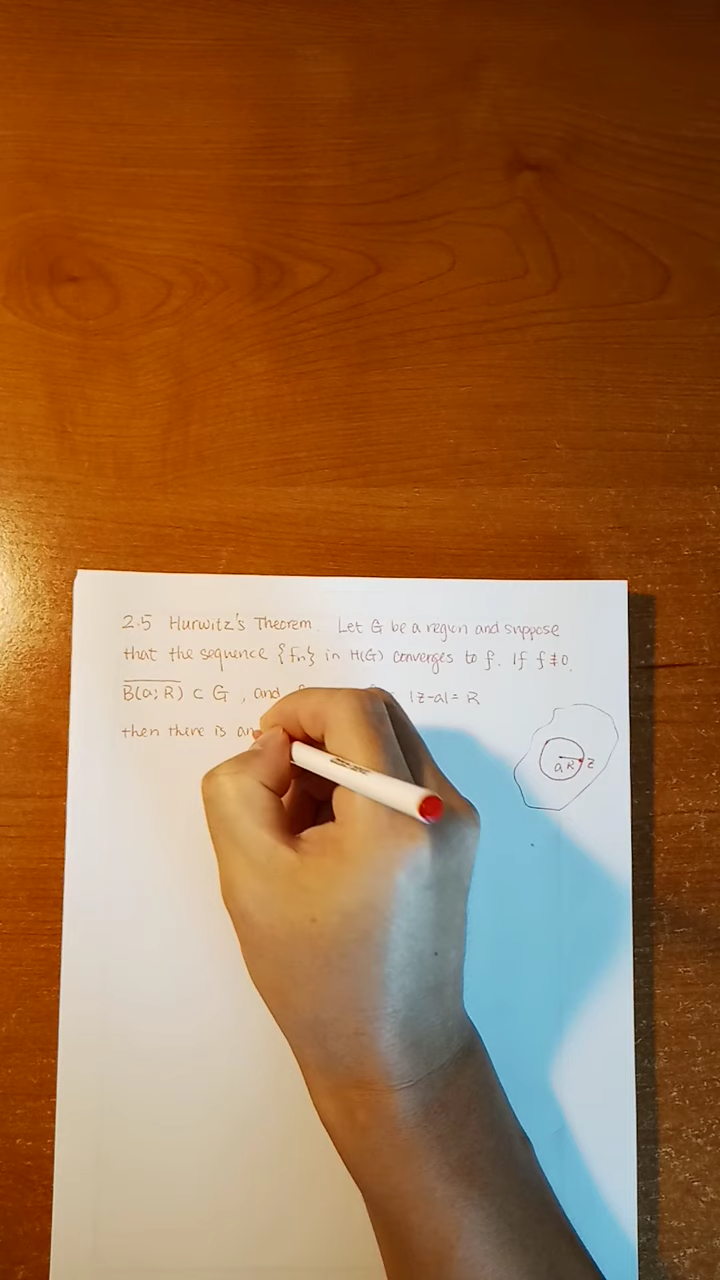 2.5 Hurwitz's Theorem. Let G be a region and suppose
that the sequence {fn} in H(G) converges to f. If f ≢ 0,
B̅(̅a̅;̅ ̅R̅)̅ ⊂ G , and |z-a| = R
then there is an
a R z